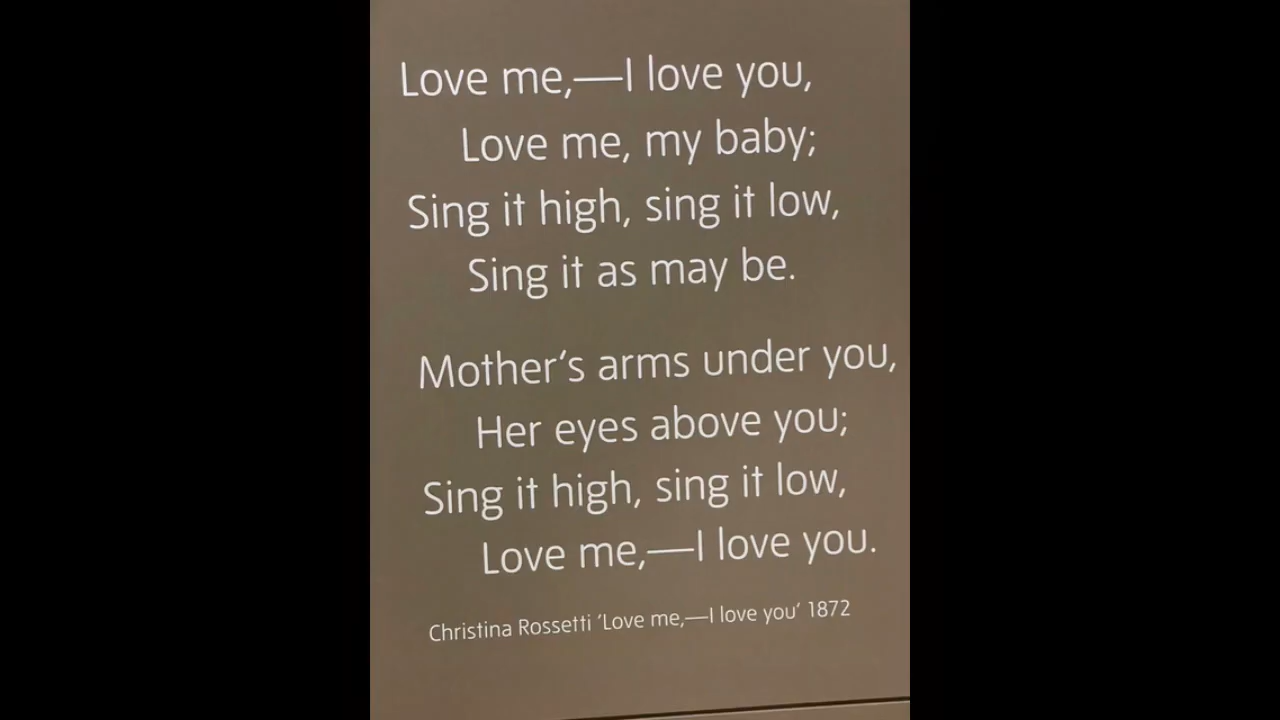 Love me,—I love you,
Love me, my baby;
Sing it high, sing it low,
Sing it as may be.
Mother's arms under you,
Her eyes above you;
Sing it high, sing it low,
Love me,—I love you.
Christina Rossetti 'Love me,—I love you' 1872